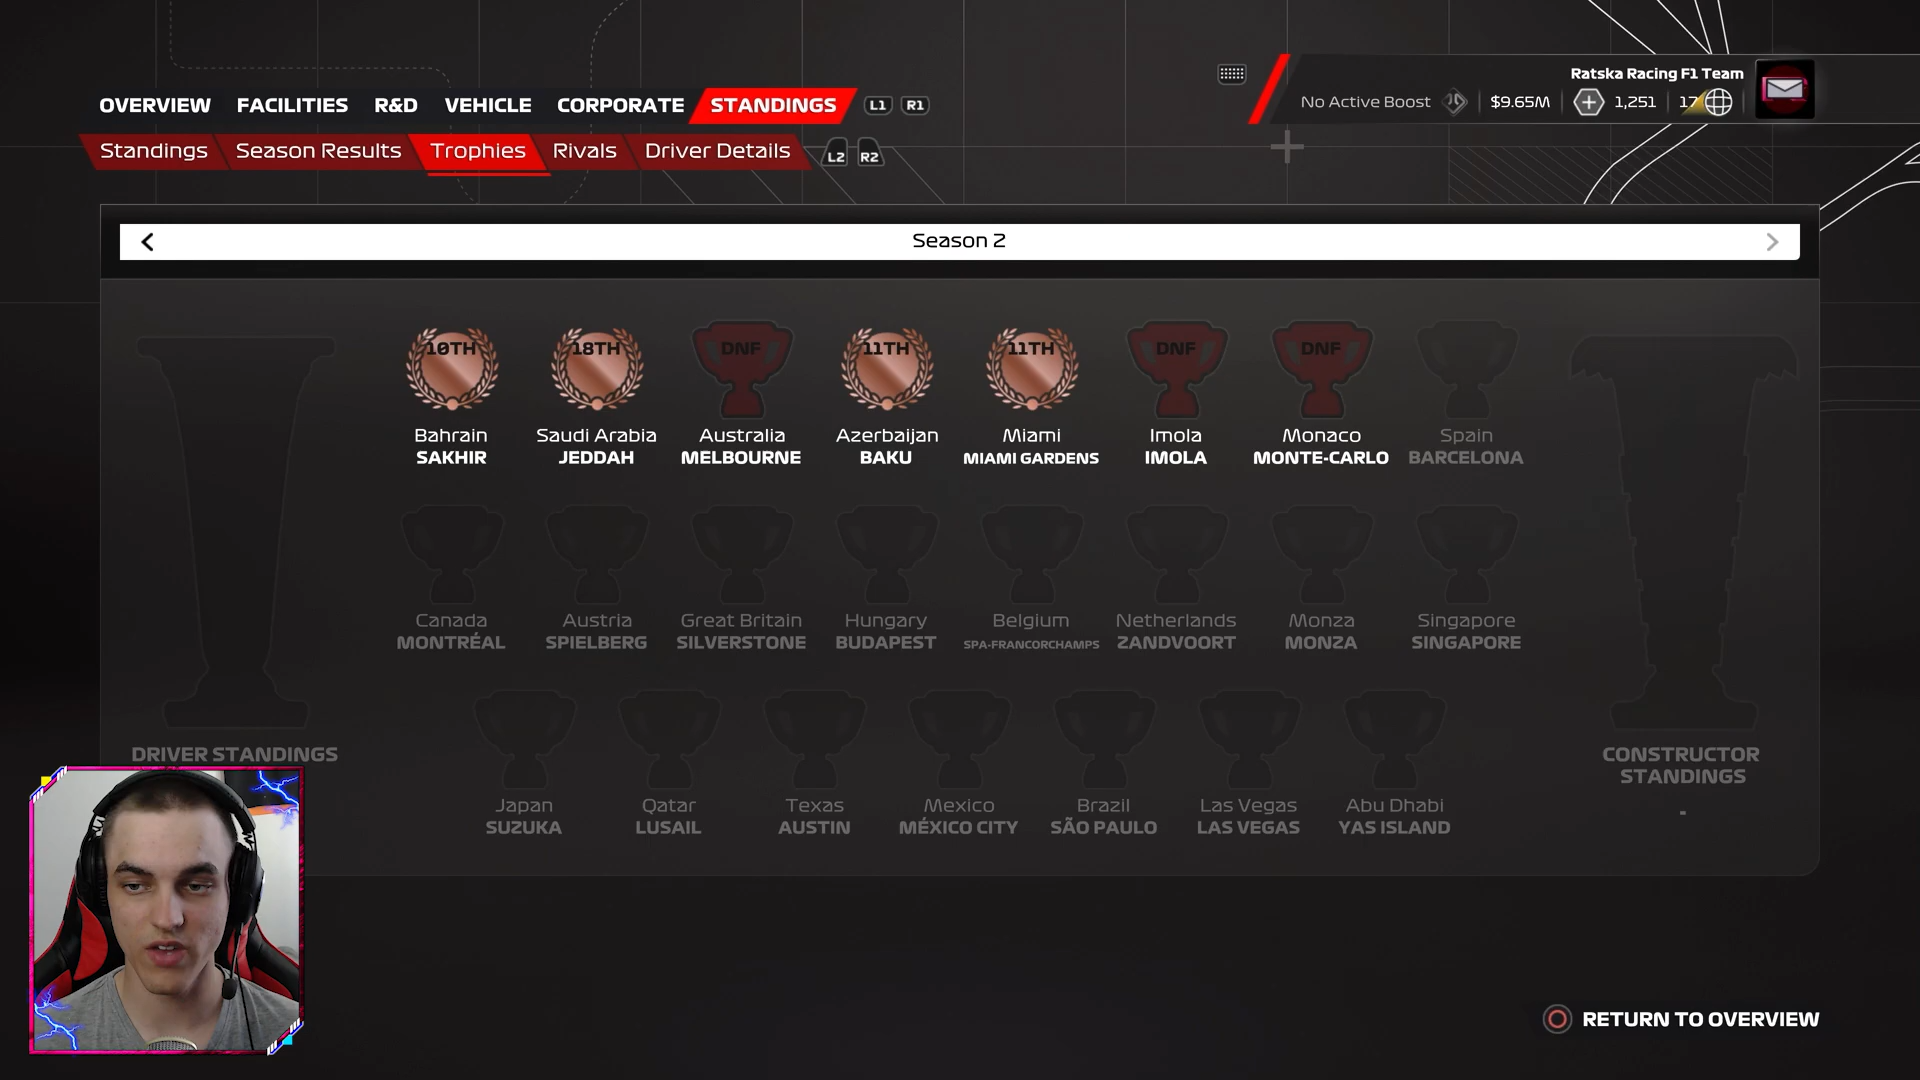 Ratska Racing F1 Team
OVERVIEW FACILITIES R&D VEHICLE CORPORATE STANDINGS L1 R1
No Active Boost $9.65M 1,251 17
Standings Season Results Trophies Rivals Driver Details L2 R2
Season 2
10TH 18TH DNF 11TH 11TH DNF DNF
Bahrain Saudi Arabia Australia Azerbaijan Miami Imola Monaco Spain
SAKHIR JEDDAH MELBOURNE BAKU MIAMI GARDENS IMOLA MONTE-CARLO BARCELONA
Canada Austria Great Britain Hungary Belgium Netherlands Monza Singapore
MONTRÉAL SPIELBERG SILVERSTONE BUDAPEST SPA-FRANCORCHAMPS ZANDVOORT MONZA SINGAPORE
DRIVER STANDINGS
CONSTRUCTOR
STANDINGS
-
Japan Qatar Texas Mexico Brazil Las Vegas Abu Dhabi
SUZUKA LUSAIL AUSTIN MÉXICO CITY SÃO PAULO LAS VEGAS YAS ISLAND
RETURN TO OVERVIEW